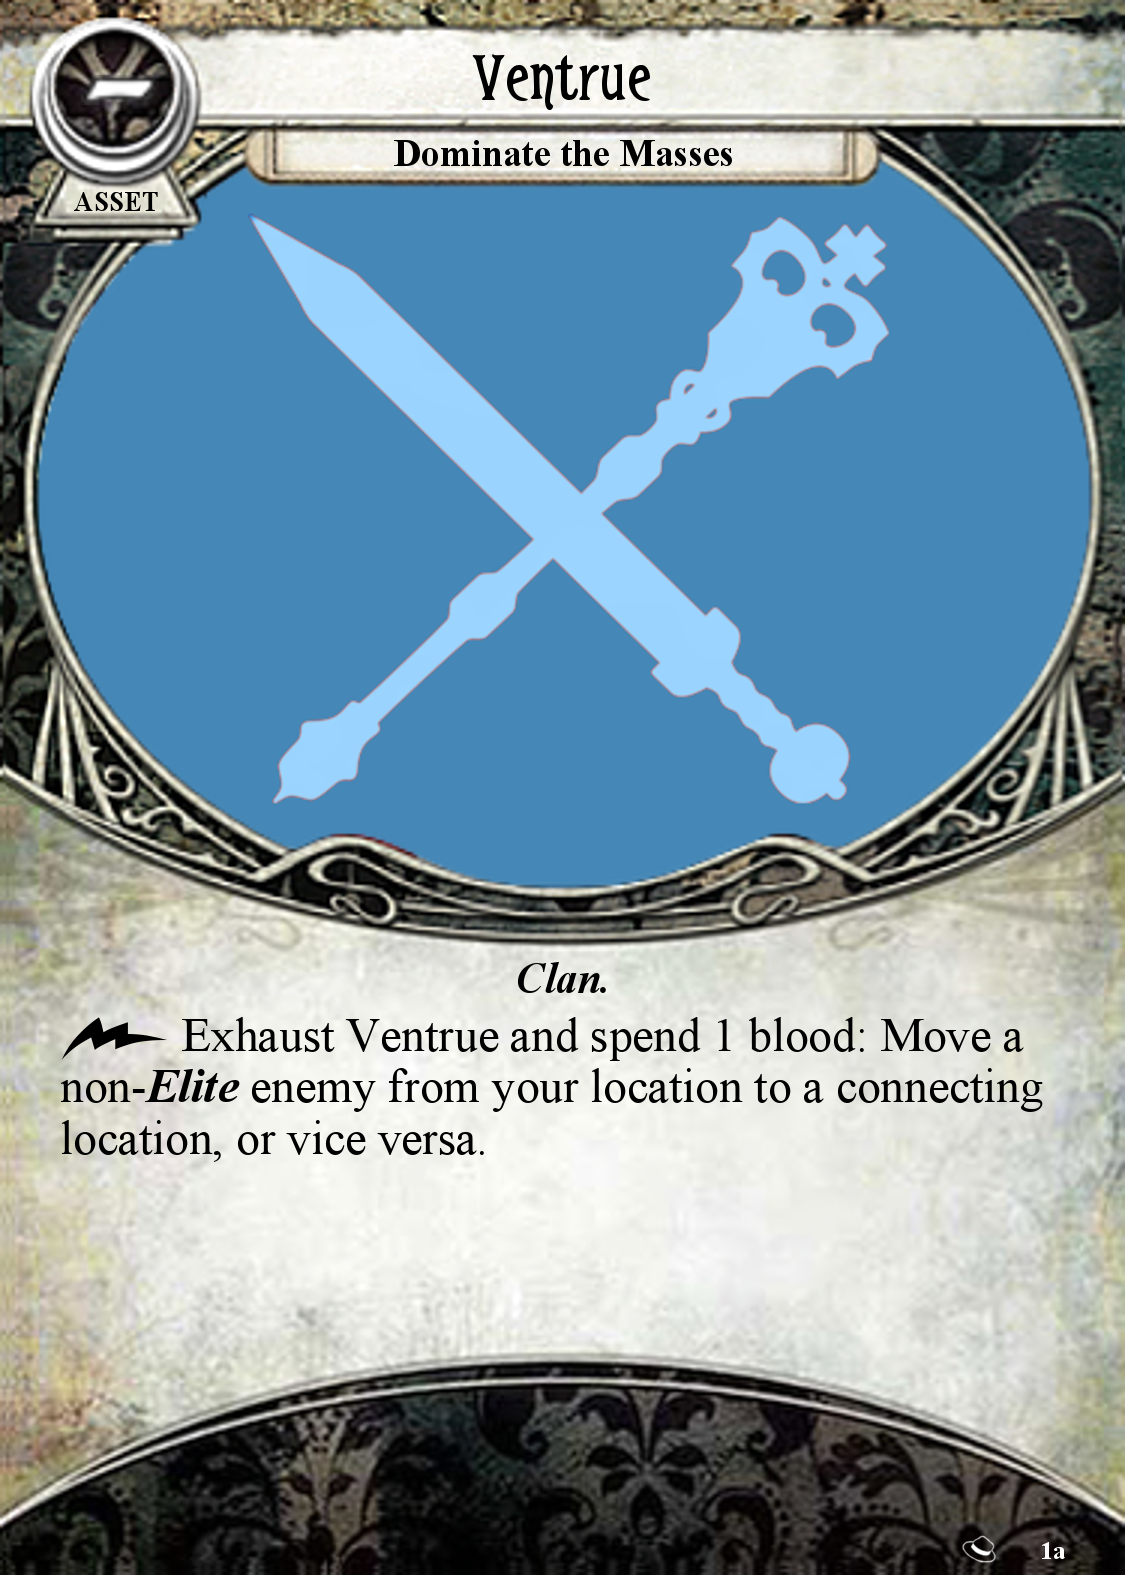 Ventrue
Dominate the Masses
ASSET
Clan.
Exhaust Ventrue and spend 1 blood: Move a
non-Elite enemy from your location to a connecting
location, or vice versa.
1a